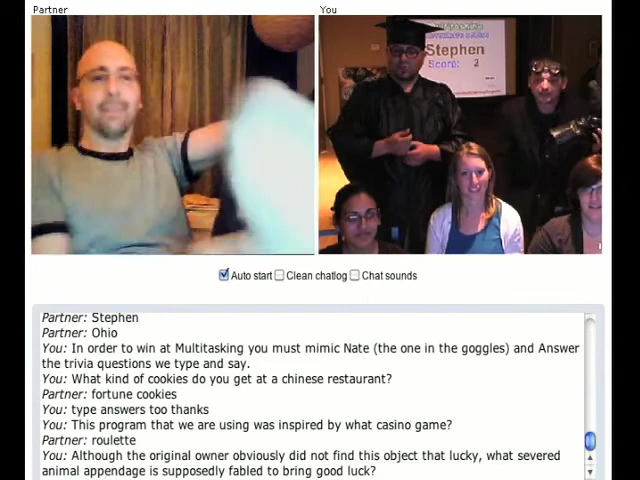 Partner
You
Stephen
Score: 2
Auto start Clean chatlog Chat sounds
Partner: Stephen
Partner: Ohio
You: In order to win at Multitasking you must mimic Nate (the one in the goggles) and Answer
the trivia questions we type and say.
You: What kind of cookies do you get at a chinese restaurant?
Partner: fortune cookies
You: type answers too thanks
You: This program that we are using was inspired by what casino game?
Partner: roulette
You: Although the original owner obviously did not find this object that lucky, what severed
animal appendage is supposedly fabled to bring good luck?